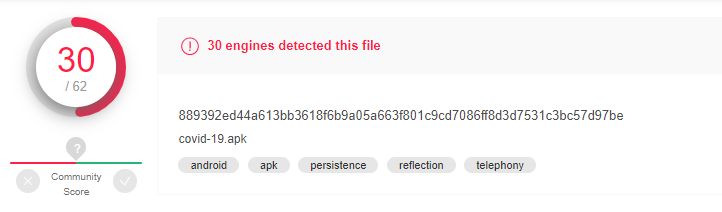 30
/ 62
?
Community
Score
30 engines detected this file
889392ed44a613bb3618f6b9a05a663f801c9cd7086ff8d3d7531c3bc57d97be
covid-19.apk
android apk persistence reflection telephony